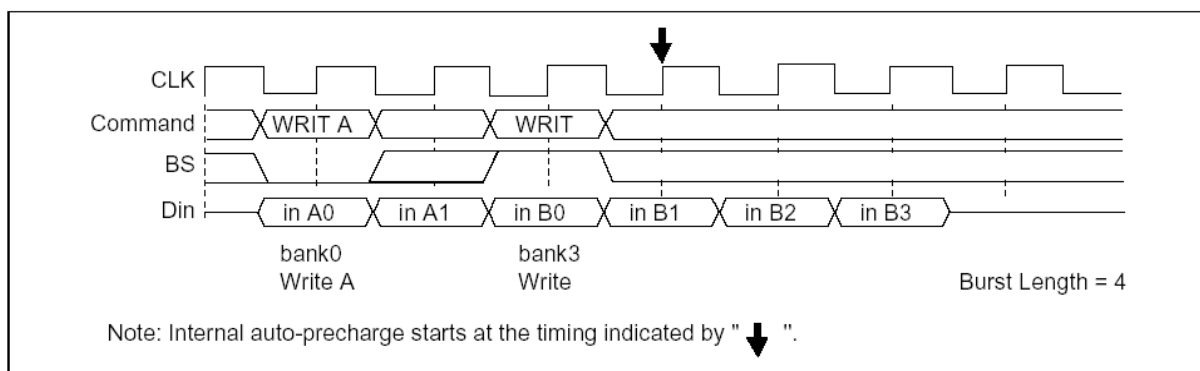 CLK
Command WRIT A WRIT
BS
Din in A0 in A1 in B0 in B1 in B2 in B3
bank0 bank3
Write A Write Burst Length = 4
Note: Internal auto-precharge starts at the timing indicated by " ".